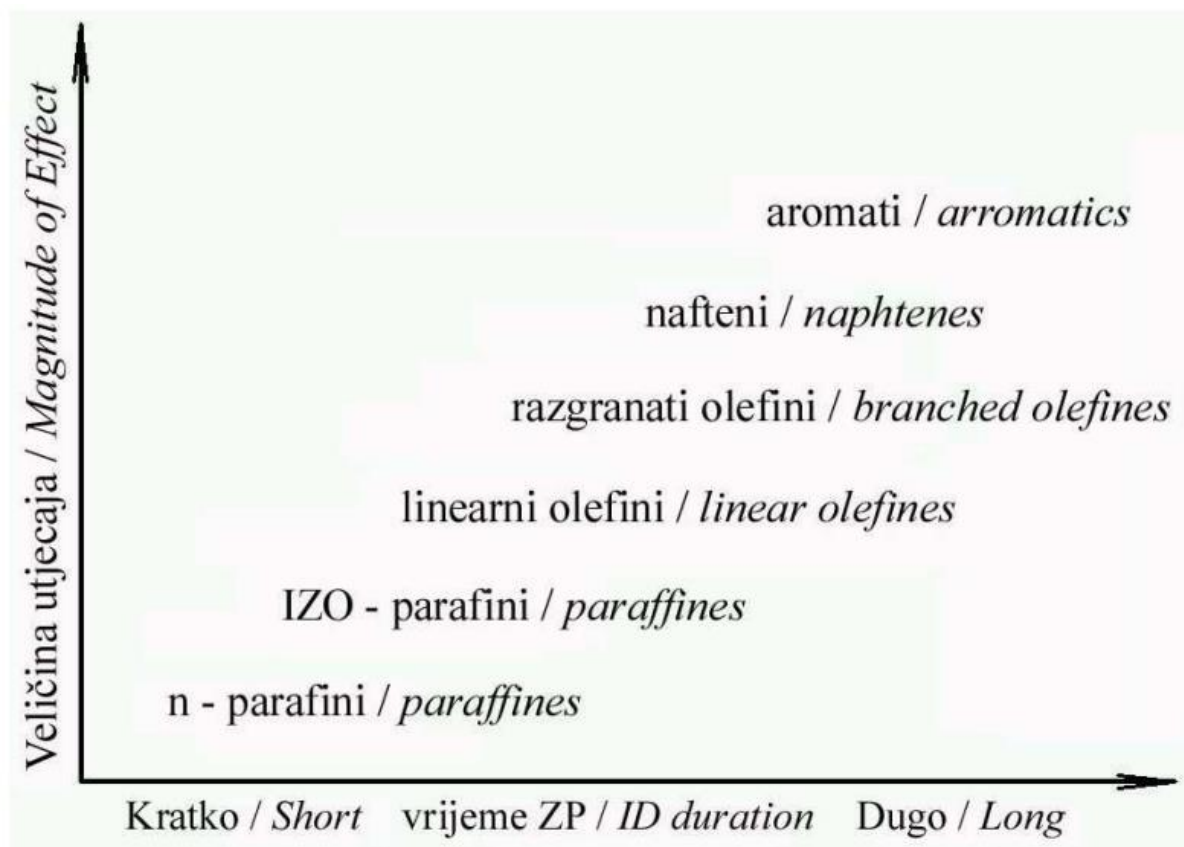 Veličina utjecaja / Magnitude of Effect
aromati / arromatics
nafteni / naphtenes
razgranati olefini / branched olefines
linearni olefini / linear olefines
IZO - parafini / paraffines
n - parafini / paraffines
Kratko / Short vrijeme ZP / ID duration Dugo / Long